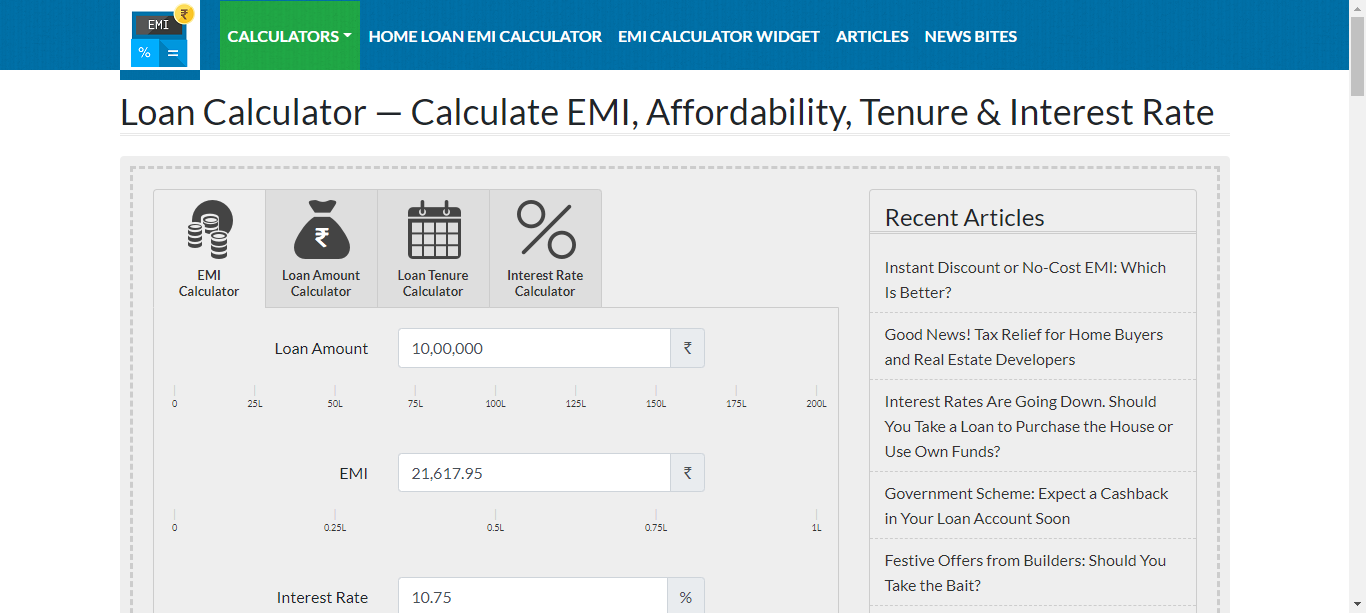 EMI
₹
%
=
CALCULATORS
HOME LOAN EMI CALCULATOR
EMI CALCULATOR WIDGET
ARTICLES
NEWS BITES
Loan Calculator — Calculate EMI, Affordability, Tenure & Interest Rate
EMI
Calculator
₹
Loan Amount
Calculator
Loan Tenure
Calculator
Interest Rate
Calculator
Loan Amount
10,00,000
₹
0 25L 50L 75L 100L 125L 150L 175L 200L
EMI
21,617.95
₹
0 0.25L 0.5L 0.75L 1L
Interest Rate
10.75
%
Recent Articles
Instant Discount or No-Cost EMI: Which
Is Better?
Good News! Tax Relief for Home Buyers
and Real Estate Developers
Interest Rates Are Going Down. Should
You Take a Loan to Purchase the House or
Use Own Funds?
Government Scheme: Expect a Cashback
in Your Loan Account Soon
Festive Offers from Builders: Should You
Take the Bait?